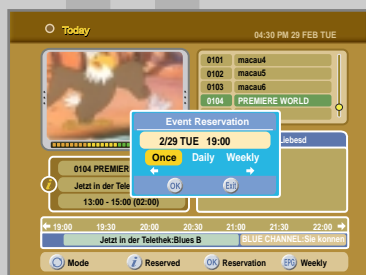 Today
04:30 PM 29 FEB TUE
0101 macau4
0102 macau5
0103 macau6
0104 PREMIERE WORLD
Event Reservation
2/29 TUE 19:00
Once Daily Weekly
OK Exit
Liebesd
0104 PREMIER
Jetzt in der Tele
13:00 - 15:00 (02:00)
19:00 19:30 20:00 20:30 21:00 21:30 22:00
Jetzt in der Telethek:Blues B BLUE CHANNEL:Sie konnen
Mode i Reserved OK Reservation EPG Weekly